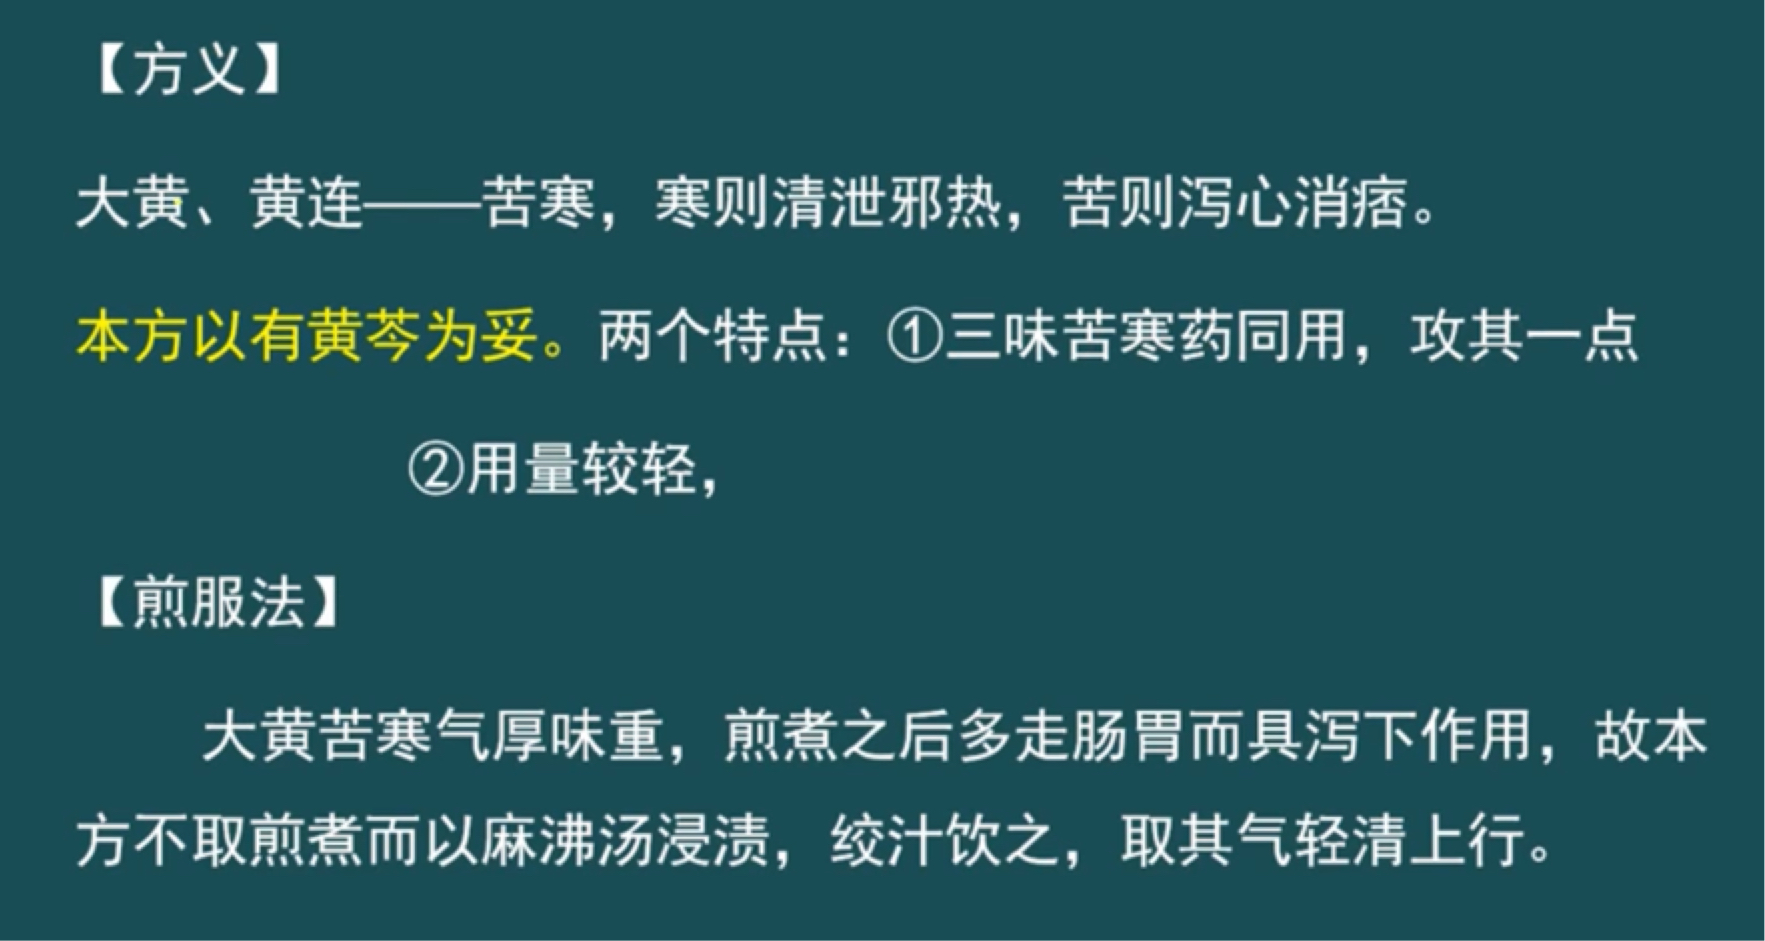 【方义】
大黄、黄连——苦寒，寒则清泄邪热，苦则泻心消痞。
本方以有黄芩为妥。两个特点：①三味苦寒药同用，攻其一点
②用量较轻，
【煎服法】
大黄苦寒气厚味重，煎煮之后多走肠胃而具泻下作用，故本
方不取煎煮而以麻沸汤浸渍，绞汁饮之，取其气轻清上行。